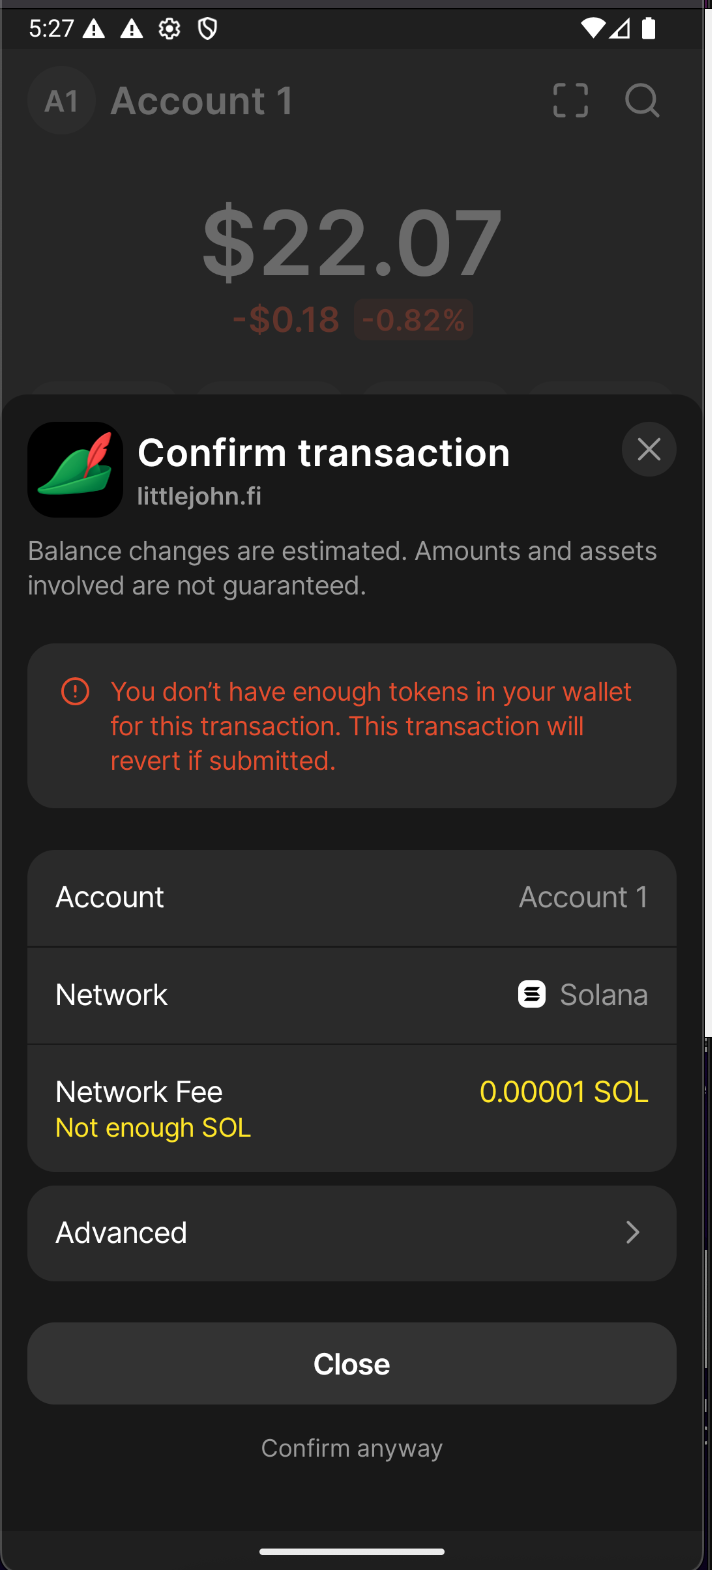 5:27
A1 Account 1
$22.07
-$0.18 -0.82%
Confirm transaction
littlejohn.fi
Balance changes are estimated. Amounts and assets
involved are not guaranteed.
You don’t have enough tokens in your wallet
for this transaction. This transaction will
revert if submitted.
Account Account 1
Network Solana
Network Fee 0.00001 SOL
Not enough SOL
Advanced
Close
Confirm anyway